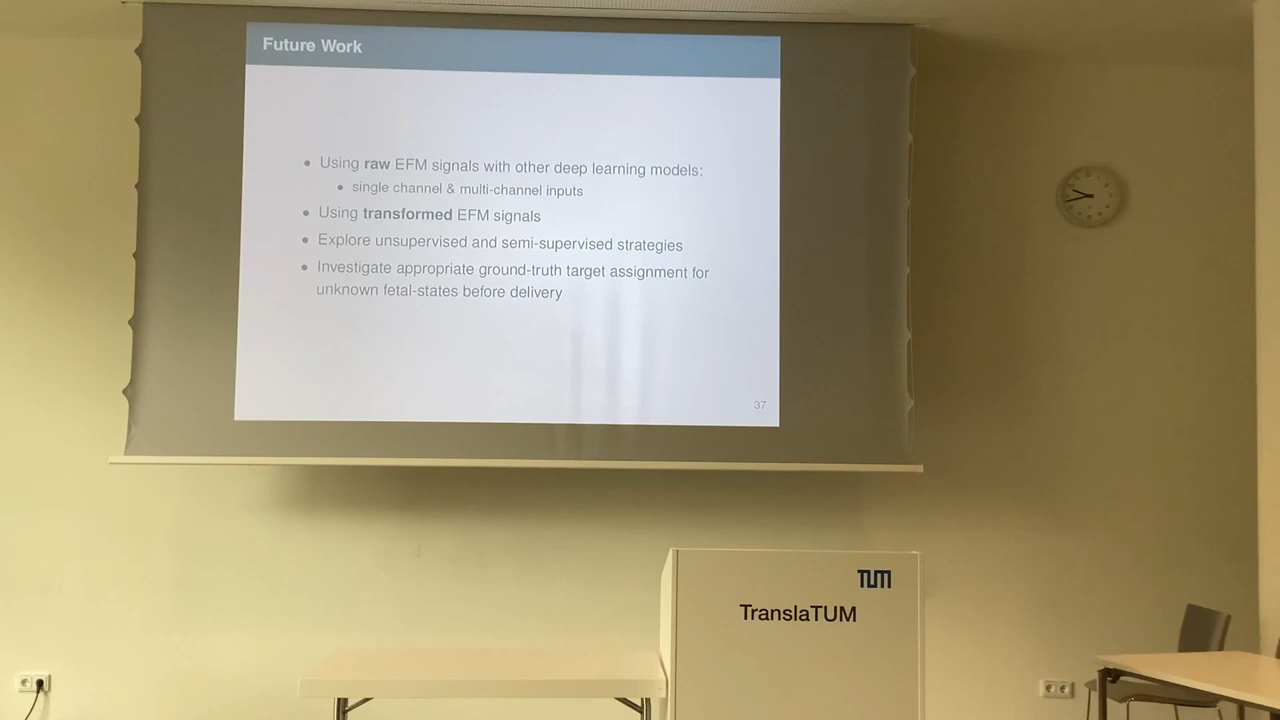 Future Work
• Using raw EFM signals with other deep learning models:
• single channel & multi-channel inputs
• Using transformed EFM signals
• Explore unsupervised and semi-supervised strategies
• Investigate appropriate ground-truth target assignment for
unknown fetal-states before delivery
37
TUM
TranslaTUM